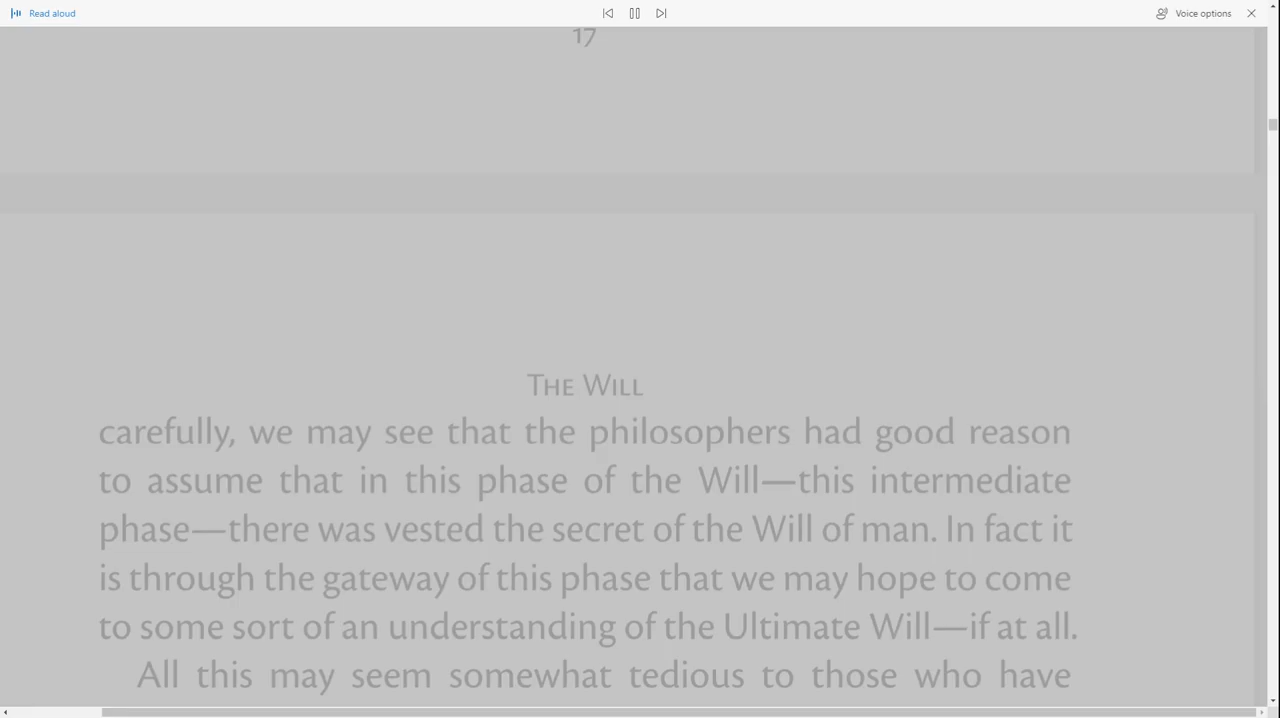 Read aloud
Voice options
17
The Will
carefully, we may see that the philosophers had good reason
to assume that in this phase of the Will—this intermediate
phase—there was vested the secret of the Will of man. In fact it
is through the gateway of this phase that we may hope to come
to some sort of an understanding of the Ultimate Will—if at all.
All this may seem somewhat tedious to those who have